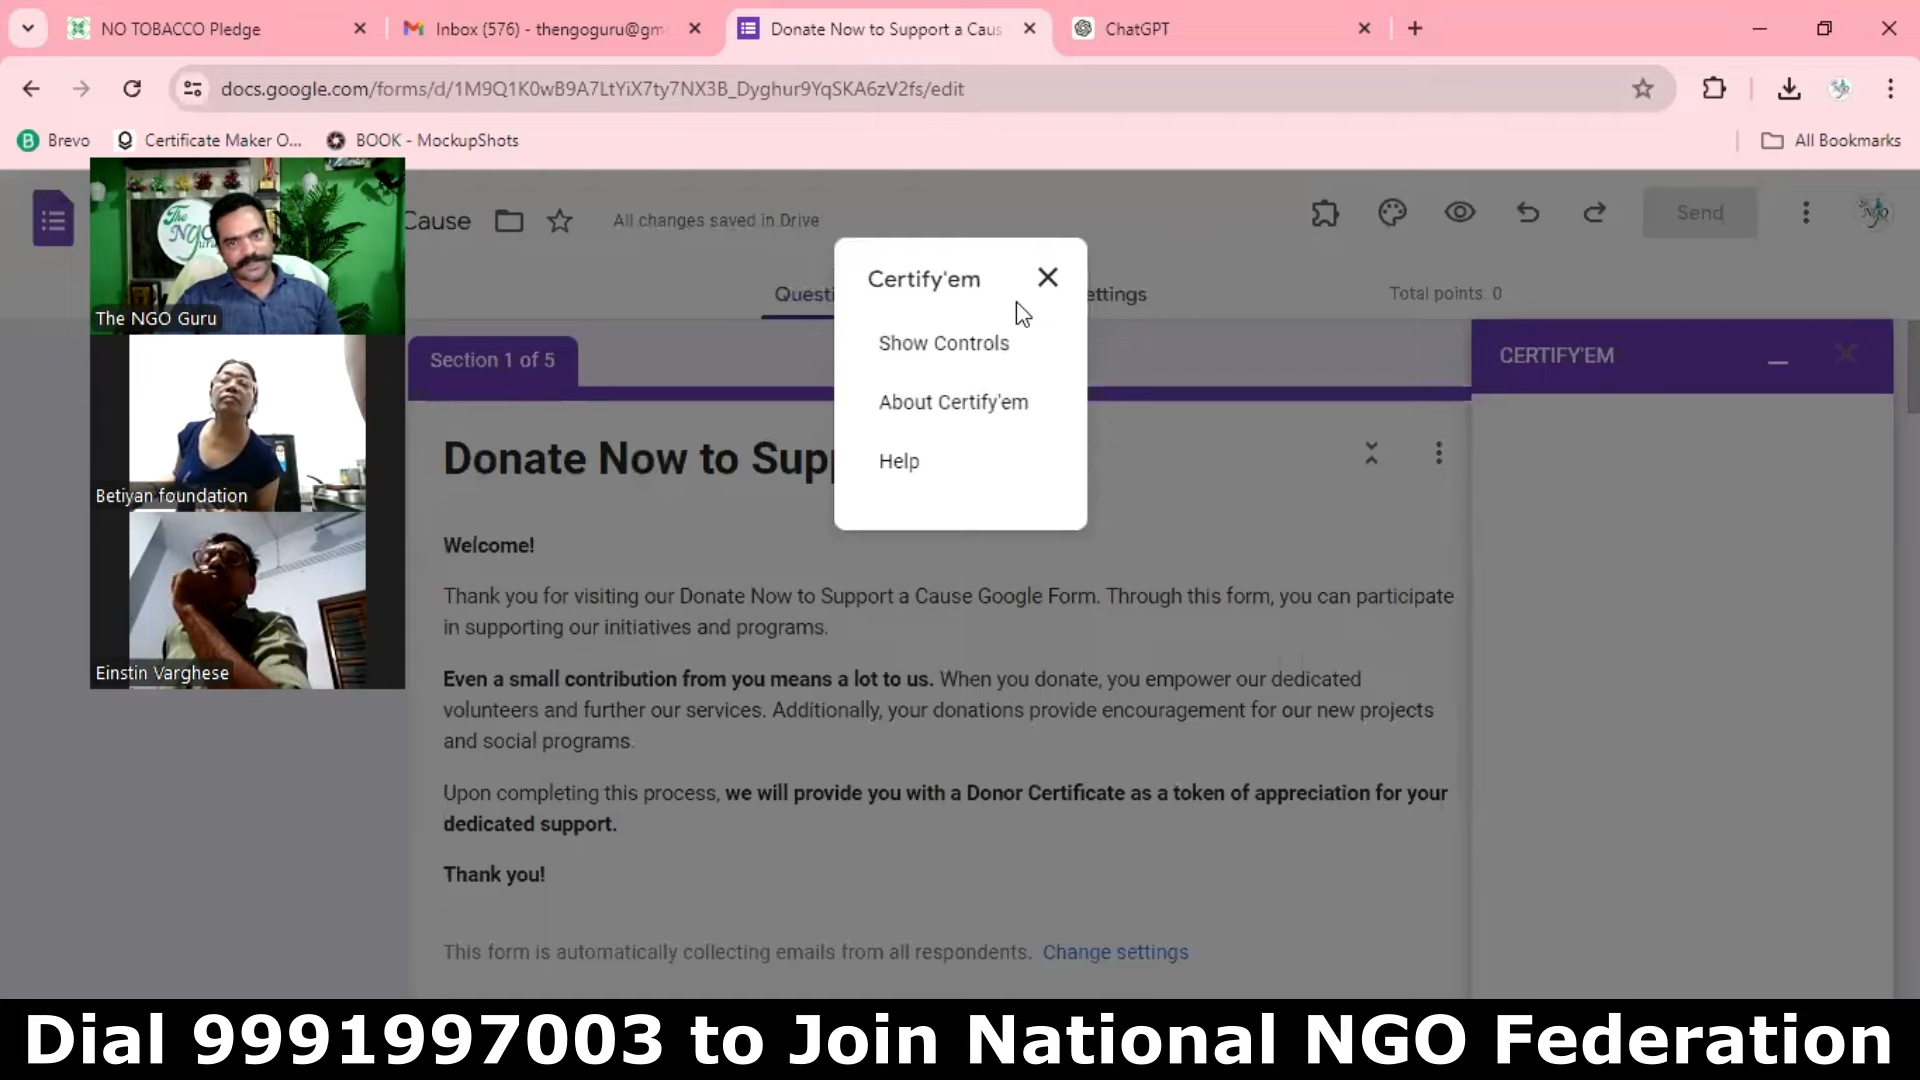 NO TOBACCO Pledge
Inbox (576) - thengoguru@gm
Donate Now to Support a Caus
ChatGPT
docs.google.com/forms/d/1M9Q1K0wB9A7LtYiX7ty7NX3B_Dyghur9YqSKA6zV2fs/edit
Brevo
Certificate Maker O...
BOOK - MockupShots
All Bookmarks
Cause
All changes saved in Drive
Send
Certify'em
Questi
ettings
Total points: 0
The NGO Guru
Show Controls
Section 1 of 5
CERTIFY'EM
About Certify'em
Donate Now to Supp
Help
Betiyan foundation
Welcome!
Thank you for visiting our Donate Now to Support a Cause Google Form. Through this form, you can participate
in supporting our initiatives and programs.
Einstin Varghese
Even a small contribution from you means a lot to us. When you donate, you empower our dedicated
volunteers and further our services. Additionally, your donations provide encouragement for our new projects
and social programs.
Upon completing this process, we will provide you with a Donor Certificate as a token of appreciation for your
dedicated support.
Thank you!
This form is automatically collecting emails from all respondents. Change settings
Dial 9991997003 to Join National NGO Federation